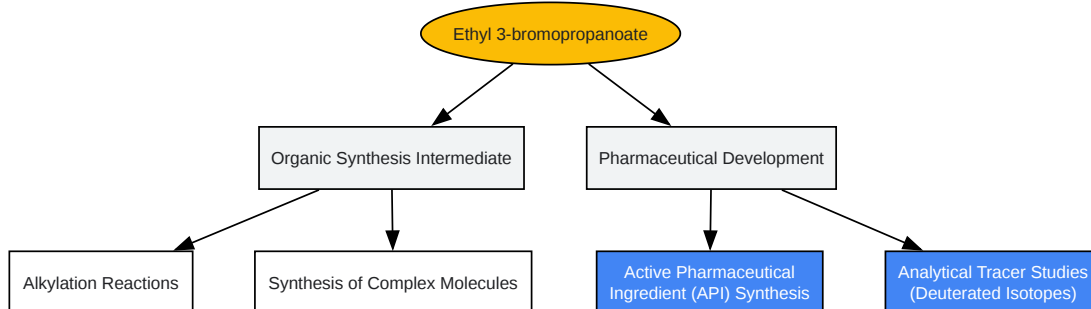 Ethyl 3-bromopropanoate
Organic Synthesis Intermediate
Pharmaceutical Development
Alkylation Reactions
Synthesis of Complex Molecules
Active Pharmaceutical
Ingredient (API) Synthesis
Analytical Tracer Studies
(Deuterated Isotopes)